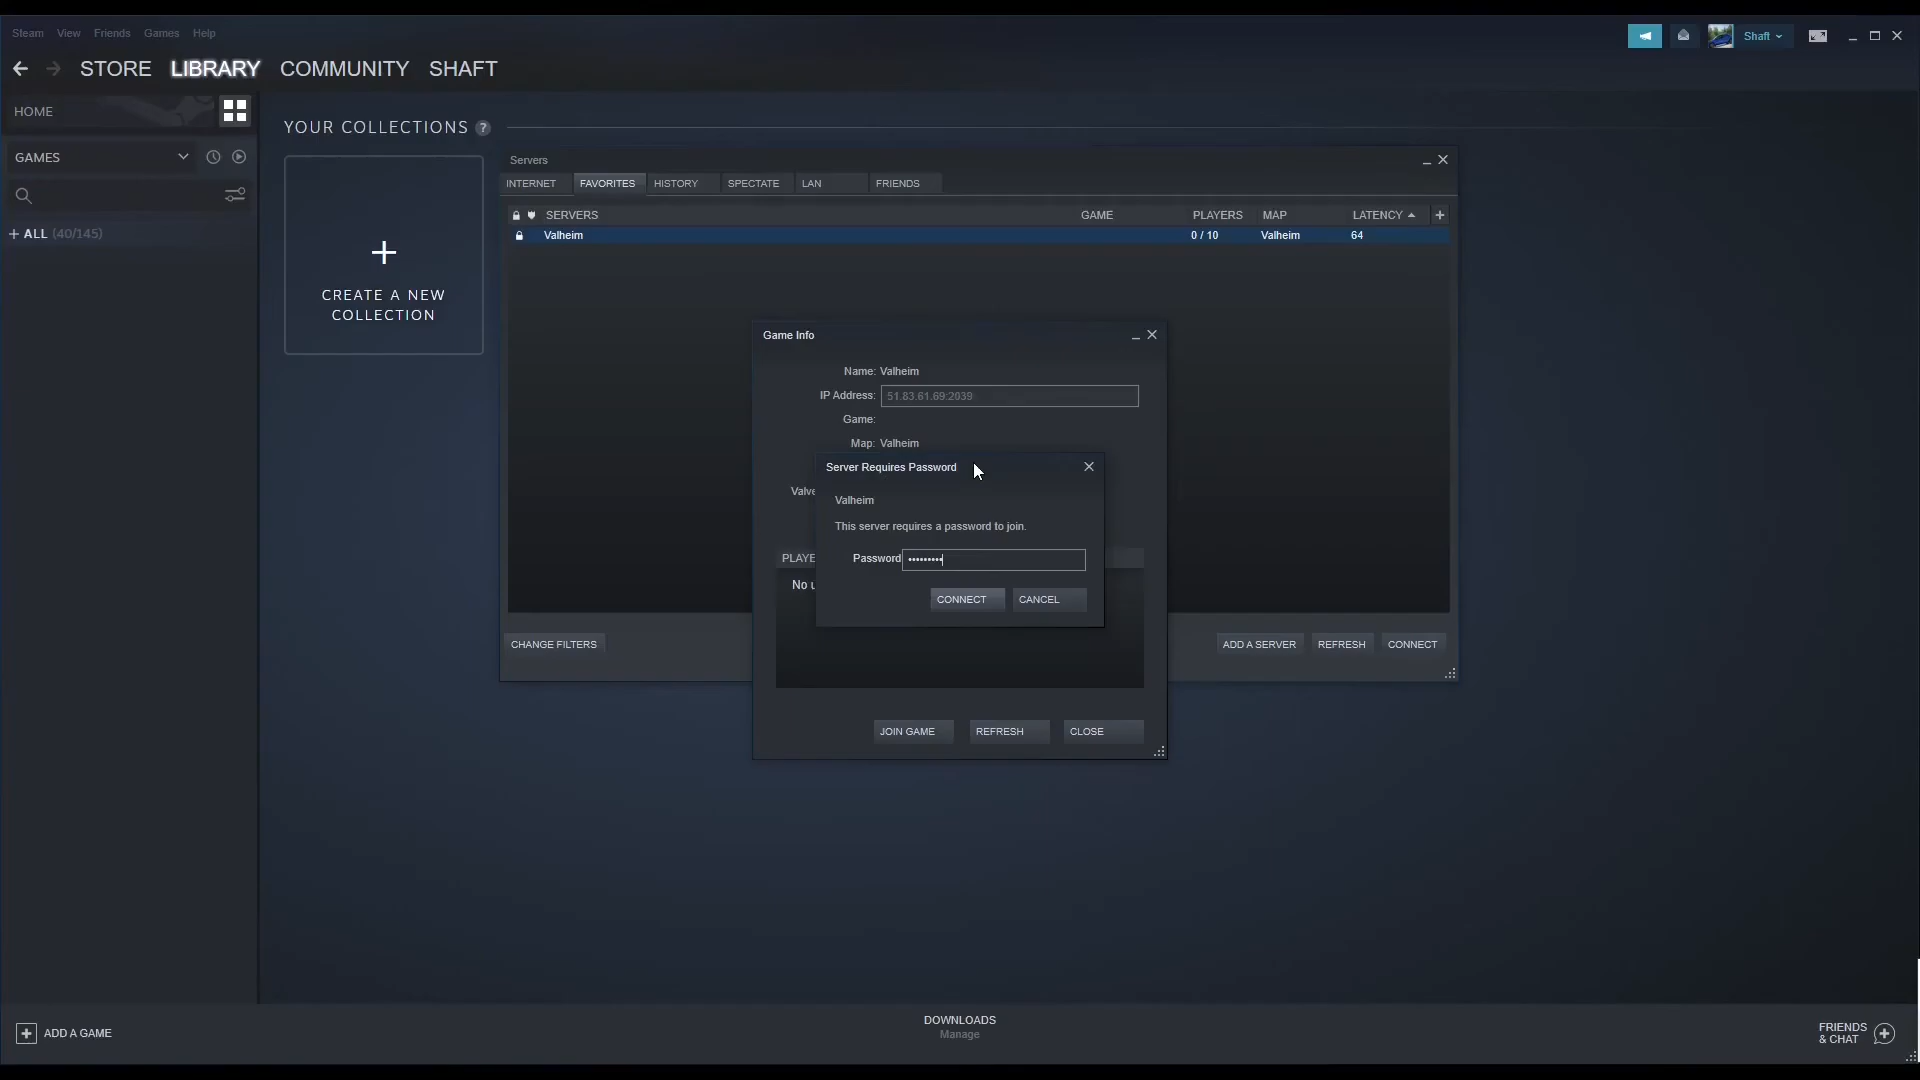 Steam View Friends Games Help
Shaft
STORE LIBRARY COMMUNITY SHAFT
HOME
YOUR COLLECTIONS ?
GAMES
+ ALL (40/145)
+
CREATE A NEW
COLLECTION
Servers
INTERNET FAVORITES HISTORY SPECTATE LAN FRIENDS
SERVERS GAME PLAYERS MAP LATENCY +
Valheim 0 / 10 Valheim 64
Game Info
Name: Valheim
IP Address: 51.83.61.69:2039
Game:
Map: Valheim
Server Requires Password
Valve
Valheim
This server requires a password to join.
PLAYE
Password •••••••••
No u
CONNECT CANCEL
CHANGE FILTERS ADD A SERVER REFRESH CONNECT
JOIN GAME REFRESH CLOSE
ADD A GAME
DOWNLOADS
Manage
FRIENDS
& CHAT